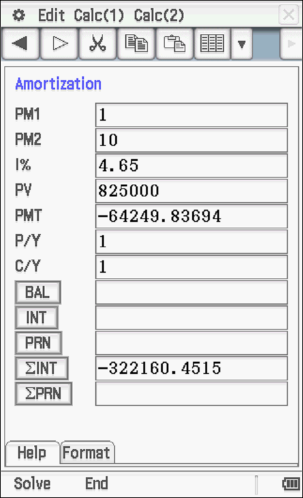 Edit Calc(1) Calc(2)
Amortization
PM1 1
PM2 10
I% 4.65
PV 825000
PMT -64249.83694
P/Y 1
C/Y 1
BAL
INT
PRN
ΣINT -322160.4515
ΣPRN
Help Format
Solve End